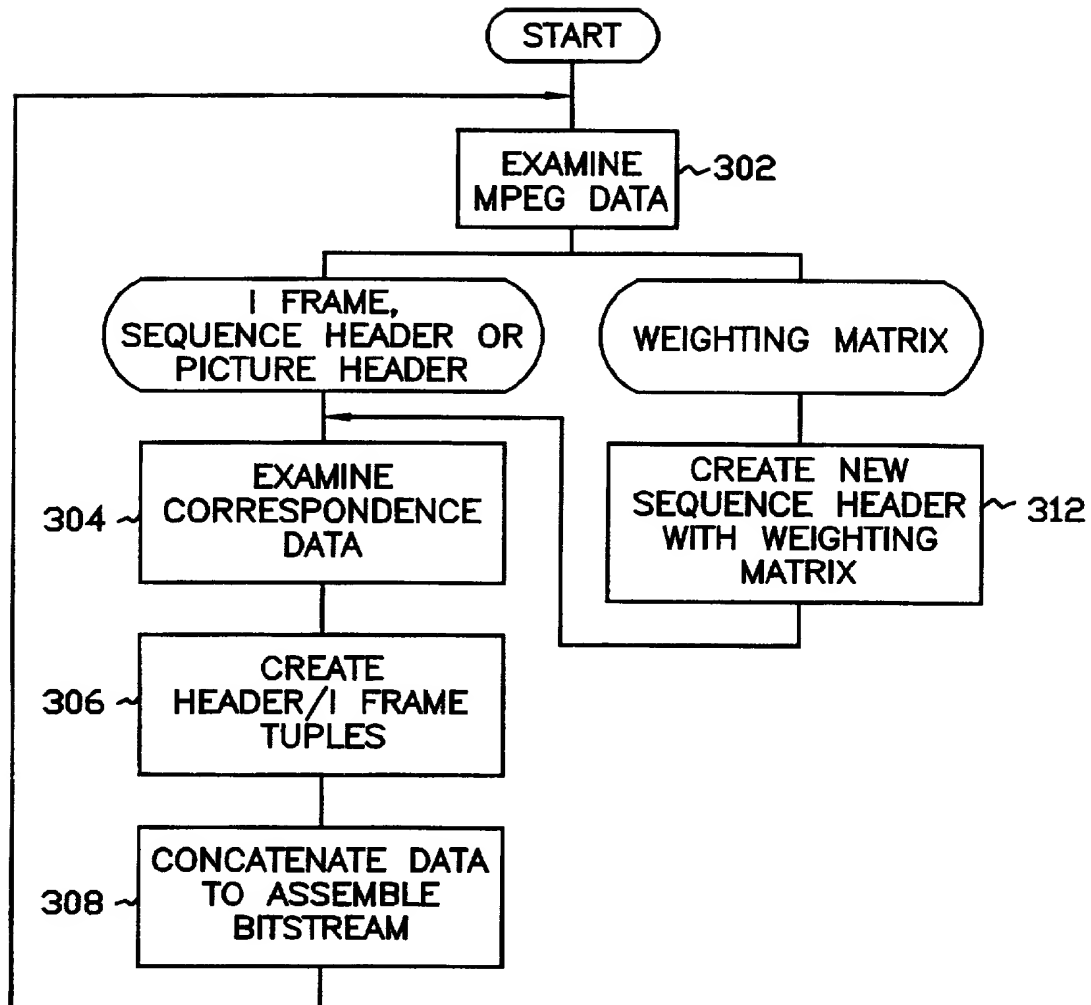 START
EXAMINE
MPEG DATA
302
I FRAME,
SEQUENCE HEADER OR
PICTURE HEADER
WEIGHTING MATRIX
304
EXAMINE
CORRESPONDENCE
DATA
CREATE NEW
SEQUENCE HEADER
WITH WEIGHTING
MATRIX
312
306
CREATE
HEADER/I FRAME
TUPLES
308
CONCATENATE DATA
TO ASSEMBLE
BITSTREAM